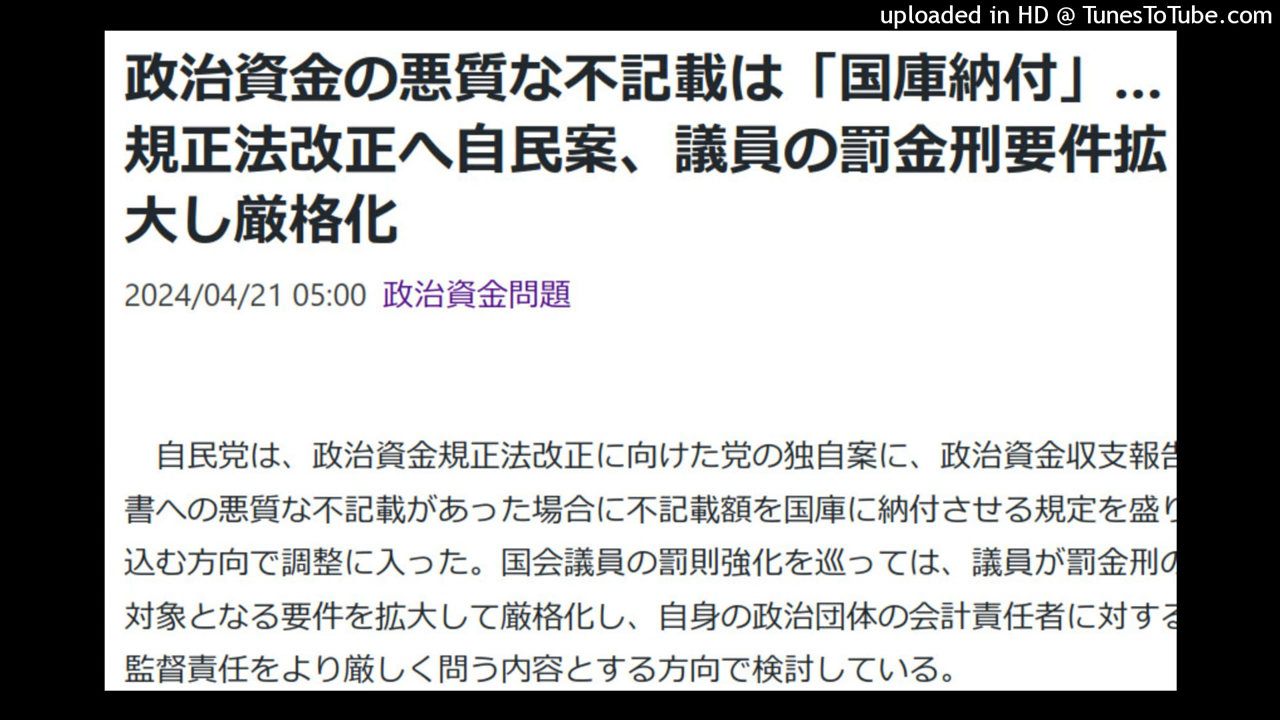 uploaded in HD @ TunesToTube.com
政治資金の悪質な不記載は「国庫納付」…
規正法改正へ自民案、議員の罰金刑要件拡
大し厳格化
2024/04/21 05:00 政治資金問題
自民党は、政治資金規正法改正に向けた党の独自案に、政治資金収支報告
書への悪質な不記載があった場合に不記載額を国庫に納付させる規定を盛り
込む方向で調整に入った。国会議員の罰則強化を巡っては、議員が罰金刑の
対象となる要件を拡大して厳格化し、自身の政治団体の会計責任者に対する
監督責任をより厳しく問う内容とする方向で検討している。